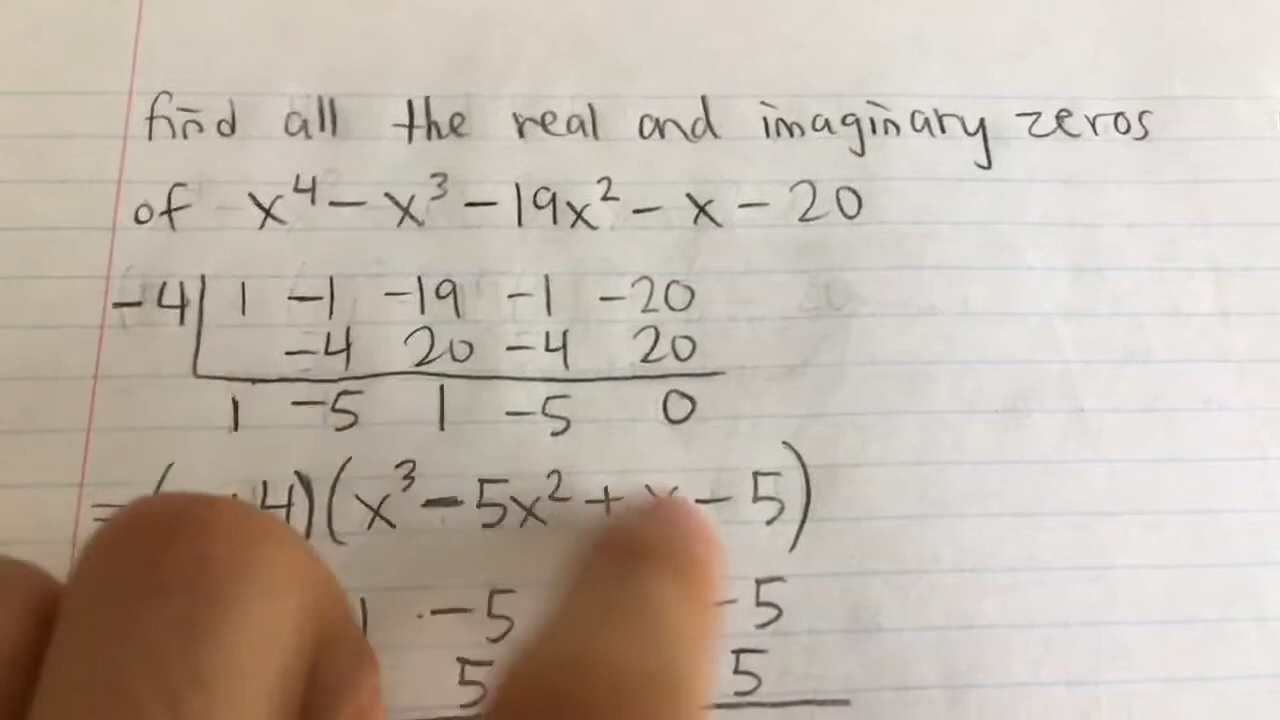 find all the real and imaginary zeros
of x⁴ - x³ - 19x² - x - 20
-4 | 1 -1 -19 -1 -20
-4 20 -4 20
1 -5 1 -5 0
= ( 4)(x³ - 5x² + x - 5)
1 -5 -5
5 5